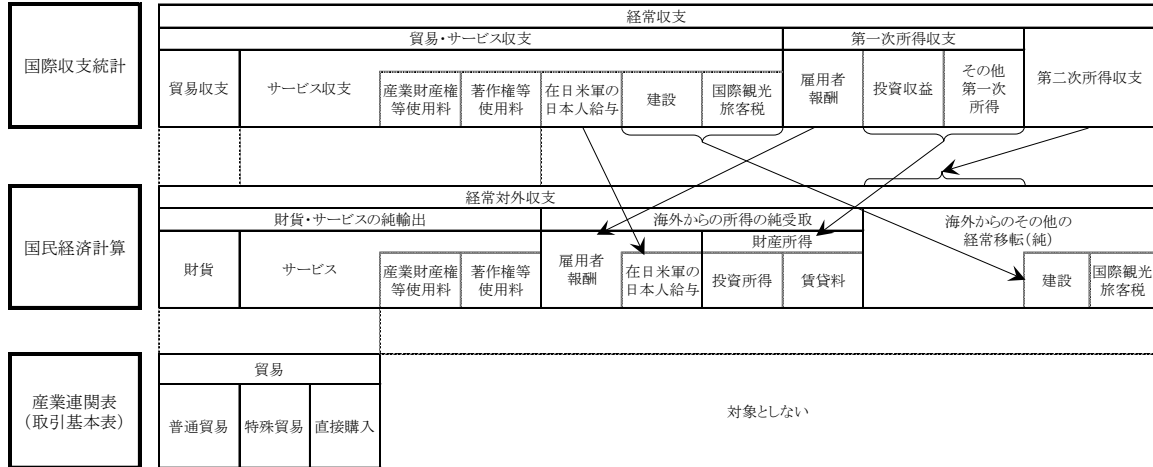 国際収支統計
経常収支
貿易・サービス収支
第一次所得収支
第二次所得収支
貿易収支
サービス収支
産業財産権
等使用料
著作権等
使用料
在日米軍の
日本人給与
建設
国際観光
旅客税
雇用者
報酬
投資収益
その他
第一次
所得
国民経済計算
経常対外収支
財貨・サービスの純輸出
海外からの所得の純受取
海外からのその他の
経常移転(純)
財貨
サービス
産業財産権
等使用料
著作権等
使用料
雇用者
報酬
在日米軍の
日本人給与
財産所得
投資所得
賃貸料
建設
国際観光
旅客税
産業連関表
(取引基本表)
貿易
普通貿易
特殊貿易
直接購入
対象としない